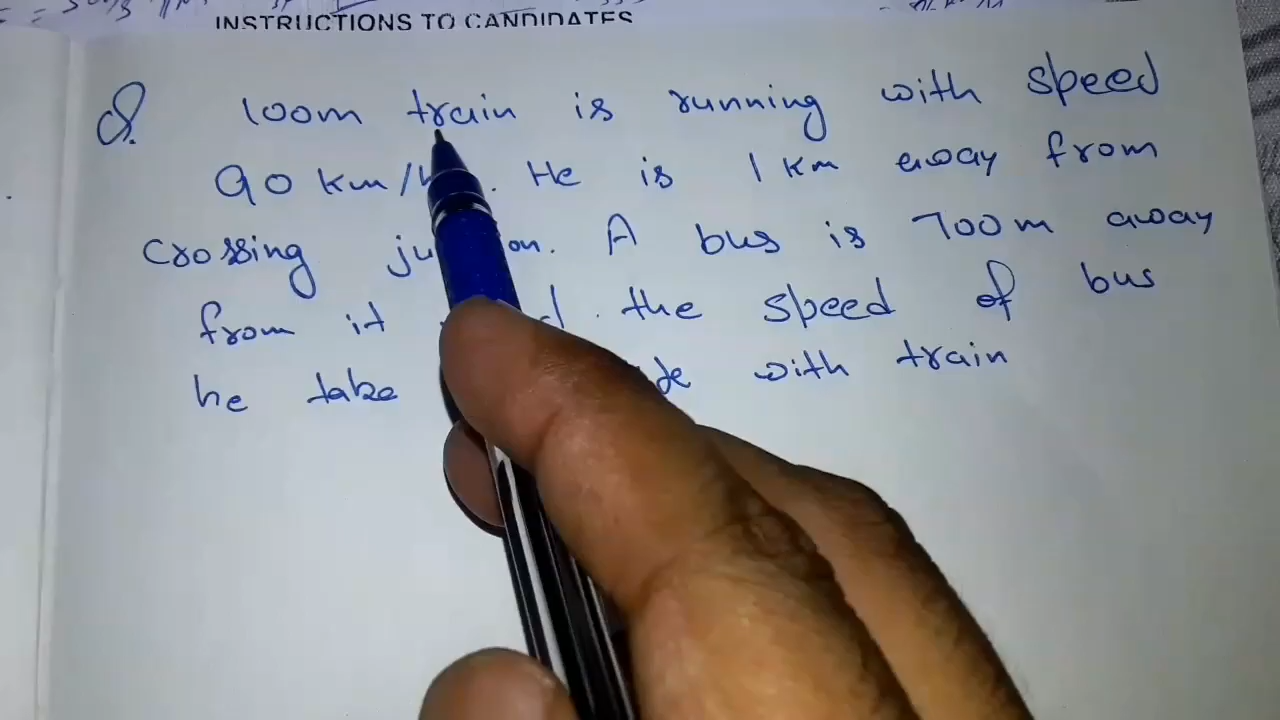 INSTRUCTIONS TO CANDIDATES
Q. 100m train is running with speed
90 km/h . He is 1 km away from
crossing on. A bus is 700m away
from it . the speed of bus
he take with train